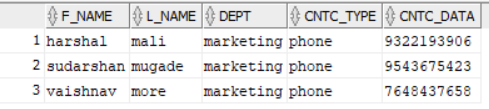 F_NAME L_NAME DEPT CNTC_TYPE CNTC_DATA
1 harshal mali marketing phone 9322193906
2 sudarshan mugade marketing phone 9543675423
3 vaishnav more marketing phone 7648437658